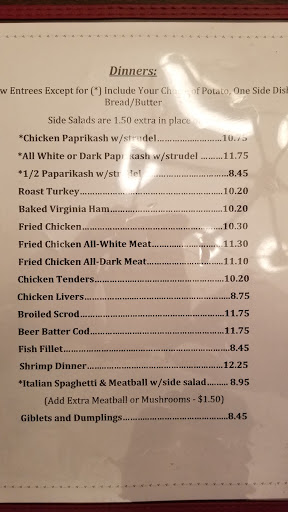 Dinners:
w Entrees Except for (*) Include Your of Potato, One Side Dish
Bread/Butter
Side Salads are 1.50 extra in place
*Chicken Paprikash w/strudel 10.75
*All White or Dark Paprikash w/strudel 11.75
*1/2 Paparikash w/strudel 8.45
Roast Turkey 10.20
Baked Virginia Ham 10.20
Fried Chicken 10.30
Fried Chicken All-White Meat 11.30
Fried Chicken All-Dark Meat 11.10
Chicken Tenders 10.20
Chicken Livers 8.75
Broiled Scrod 11.75
Beer Batter Cod 11.75
Fish Fillet 8.45
Shrimp Dinner 12.25
*Italian Spaghetti & Meatball w/side salad 8.95
(Add Extra Meatball or Mushrooms - $1.50)
Giblets and Dumplings 8.45